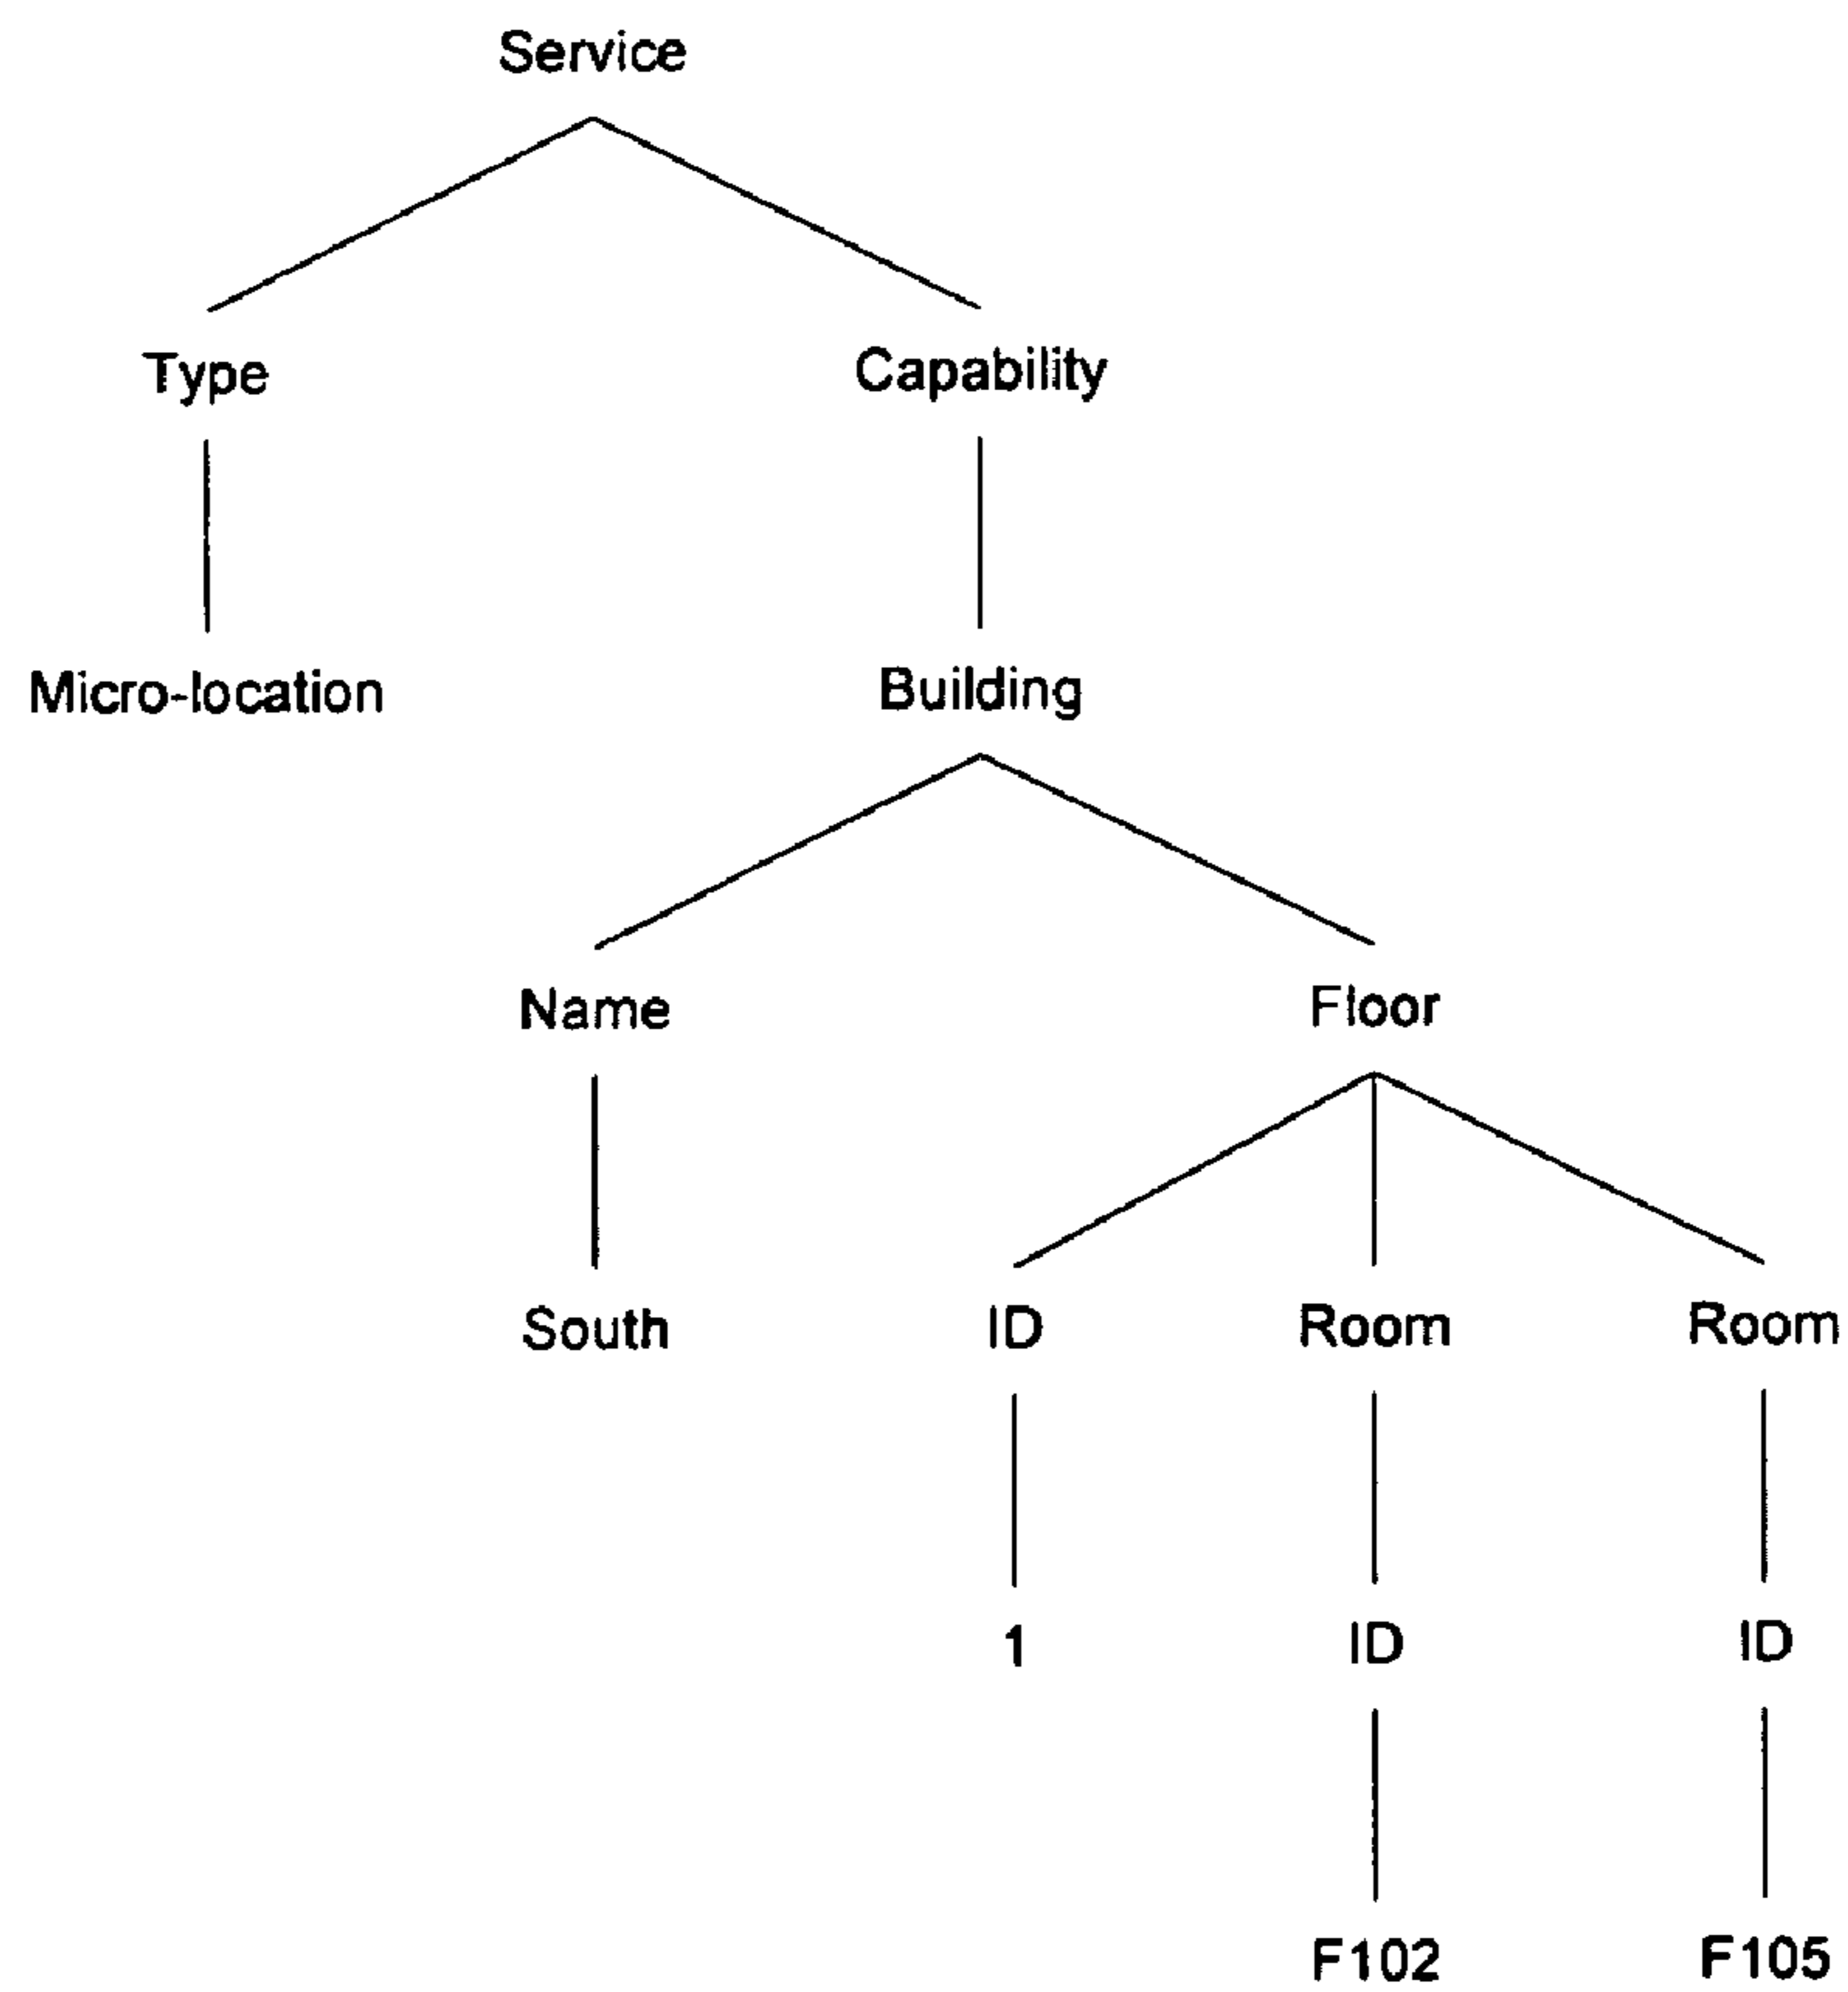 Service
Type Capability
Micro-location Building
Name Floor
South ID Room Room
1 ID ID
F102 F105